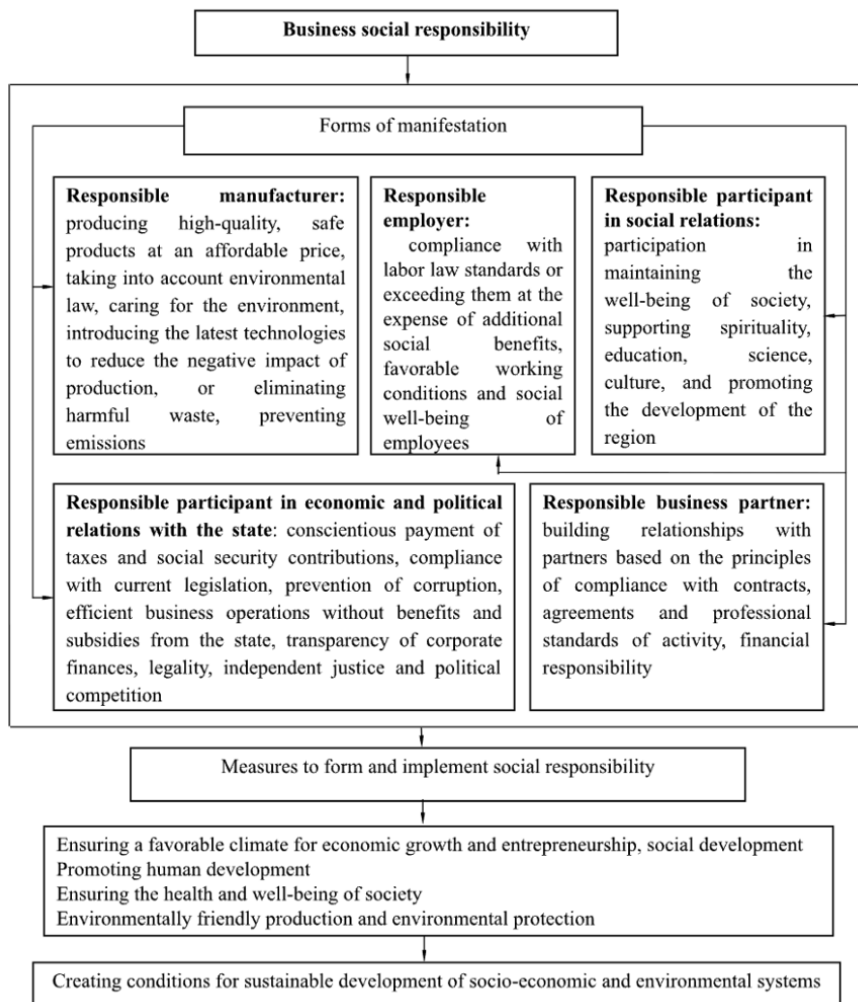 Business social responsibility
Forms of manifestation
Responsible manufacturer:
producing high-quality, safe
products at an affordable price,
taking into account environmental
law, caring for the environment,
introducing the latest technologies
to reduce the negative impact of
production, or eliminating
harmful waste, preventing
emissions
Responsible
employer:
compliance with
labor law standards or
exceeding them at the
expense of additional
social benefits,
favorable working
conditions and social
well-being of
employees
Responsible participant
in social relations:
participation in
maintaining the
well-being of society,
supporting spirituality,
education, science,
culture, and promoting
the development of the
region
Responsible participant in economic and political
relations with the state: conscientious payment of
taxes and social security contributions, compliance
with current legislation, prevention of corruption,
efficient business operations without benefits and
subsidies from the state, transparency of corporate
finances, legality, independent justice and political
competition
Responsible business partner:
building relationships with
partners based on the principles
of compliance with contracts,
agreements and professional
standards of activity, financial
responsibility
Measures to form and implement social responsibility
Ensuring a favorable climate for economic growth and entrepreneurship, social development
Promoting human development
Ensuring the health and well-being of society
Environmentally friendly production and environmental protection
Creating conditions for sustainable development of socio-economic and environmental systems